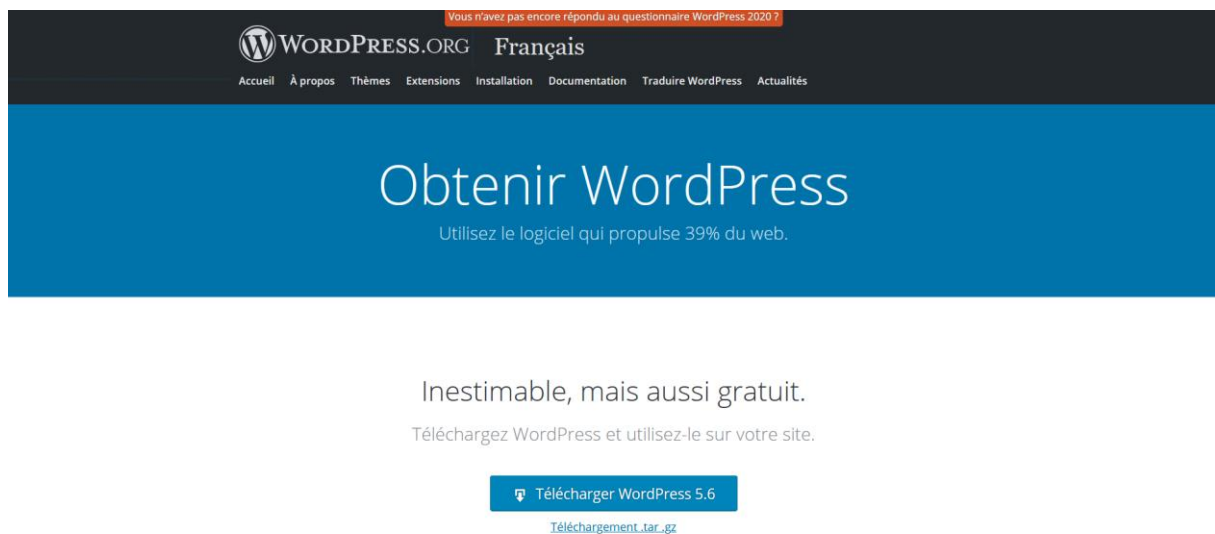 Vous n'avez pas encore répondu au questionnaire WordPress 2020 ?
WORDPRESS.ORG Français
Accueil À propos Thèmes Extensions Installation Documentation Traduire WordPress Actualités
Obtenir WordPress
Utilisez le logiciel qui propulse 39% du web.
Inestimable, mais aussi gratuit.
Téléchargez WordPress et utilisez-le sur votre site.
Télécharger WordPress 5.6
Téléchargement .tar .gz